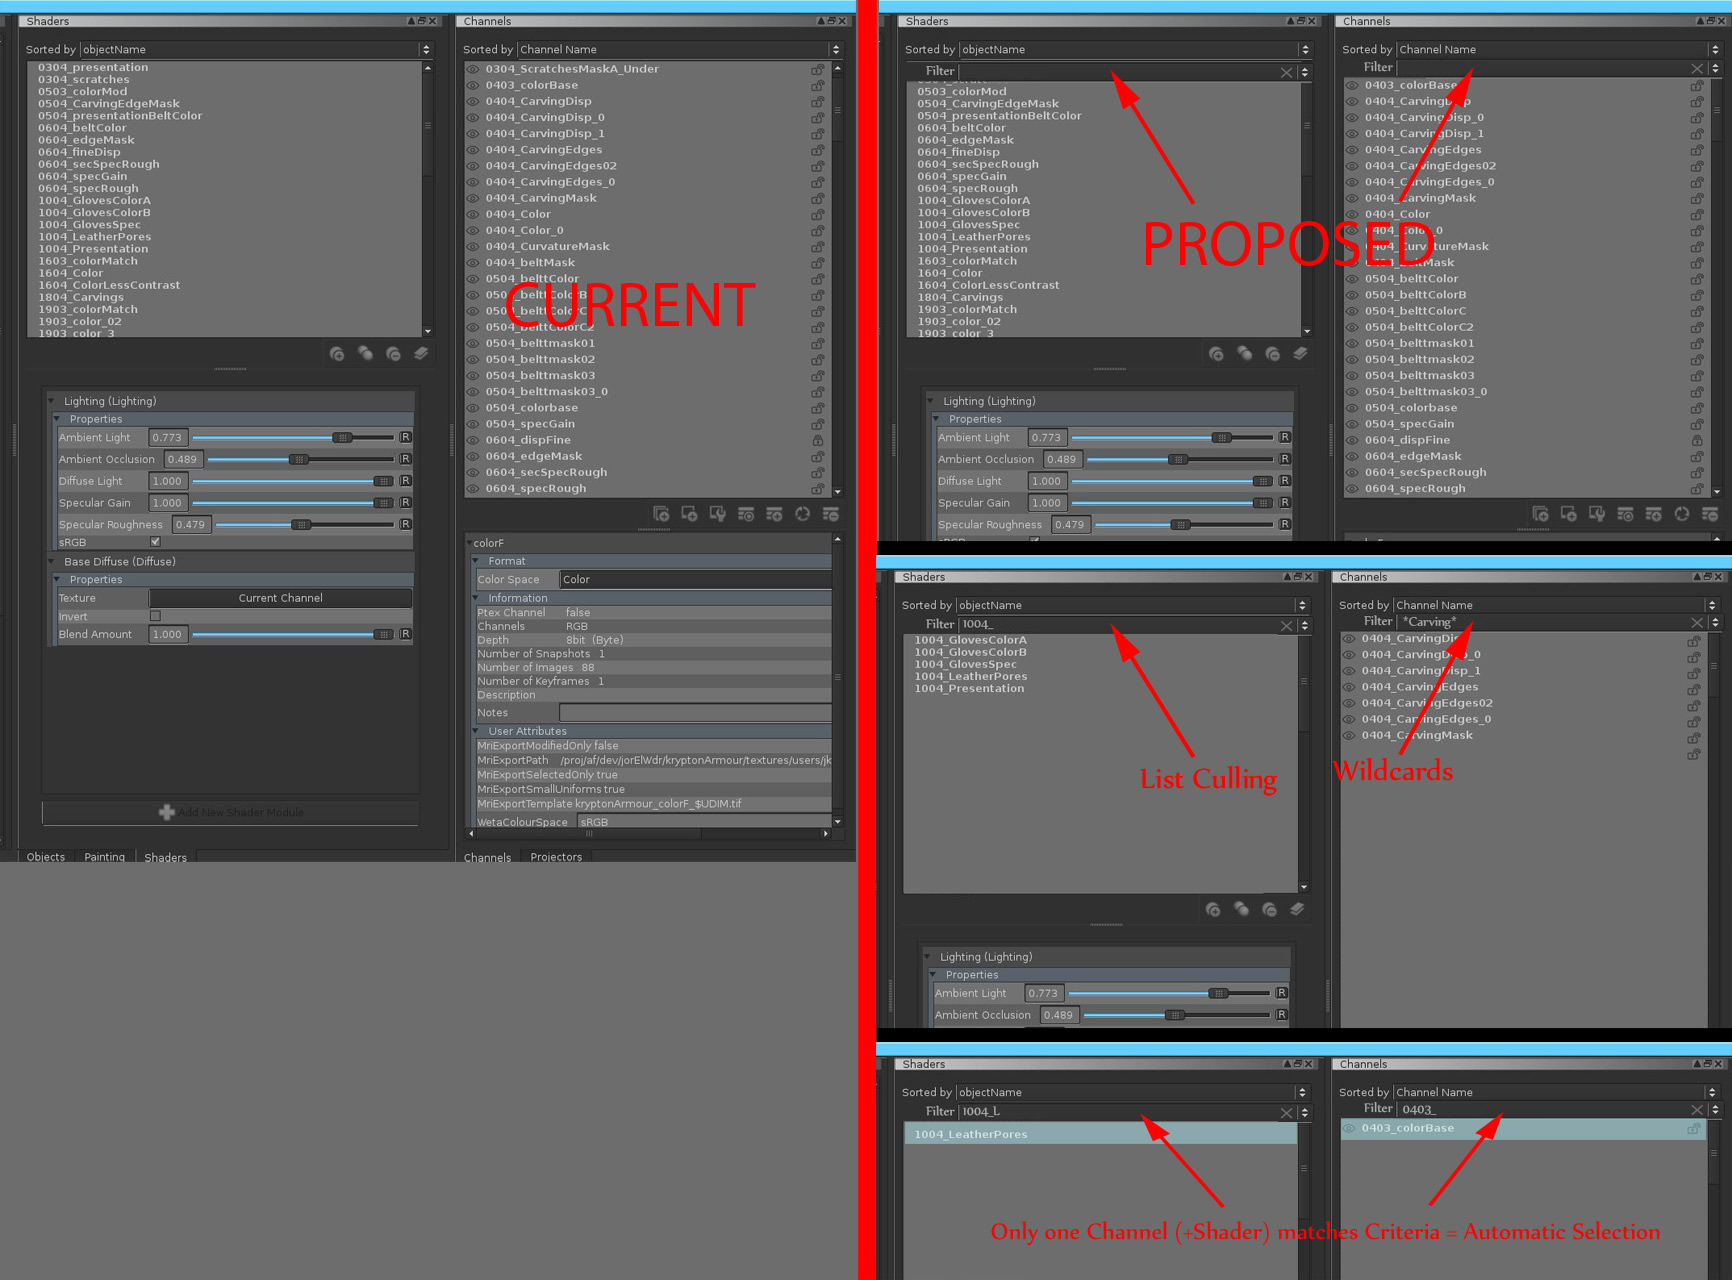 Shaders
Sorted by objectName
0304_presentation
0304_scratches
0503_colorMod
0504_CarvingEdgeMask
0504_presentationBeltColor
0604_beltColor
0604_edgeMask
0604_fineDisp
0604_secSpecRough
0604_specGain
0604_specRough
1004_GlovesColorA
1004_GlovesColorB
1004_GlovesSpec
1004_LeatherPores
1004_Presentation
1603_colorMatch
1604_Color
1604_ColorLessContrast
1804_Carvings
1903_colorMatch
1903_color_02
1903_color_3
Lighting (Lighting)
Properties
Ambient Light 0.773 R
Ambient Occlusion 0.489 R
Diffuse Light 1.000 R
Specular Gain 1.000 R
Specular Roughness 0.479 R
sRGB
Base Diffuse (Diffuse)
Properties
Texture Current Channel
Invert
Blend Amount 1.000 R
Add New Shader Module
Objects Painting Shaders
Channels
Sorted by Channel Name
0304_ScratchesMaskA_Under
0403_colorBase
0404_CarvingDisp
0404_CarvingDisp_0
0404_CarvingDisp_1
0404_CarvingEdges
0404_CarvingEdges02
0404_CarvingEdges_0
0404_CarvingMask
0404_Color
0404_Color_0
0404_CurvatureMask
0404_beltMask
0504_belttColor
0504_belttColorB
0504_belttColorC
0504_belttColorC2
CURRENT
0504_belttmask01
0504_belttmask02
0504_belttmask03
0504_belttmask03_0
0504_colorbase
0504_specGain
0604_dispFine
0604_edgeMask
0604_secSpecRough
0604_specRough
colorF
Format
Color Space Color
Information
Ptex Channel false
Channels RGB
Depth 8bit (Byte)
Number of Snapshots 1
Number of Images 88
Number of Keyframes 1
Description
Notes
User Attributes
MriExportModifiedOnly false
MriExportPath /proj/af/dev/jorElWdr/kryptonArmour/textures/users/jk
MriExportSelectedOnly true
MriExportSmallUniforms true
MriExportTemplate kryptonArmour_colorF_$UDIM.tif
WetaColourSpace sRGB
Channels Projectors
Shaders
Sorted by objectName
Filter
0503_colorMod
0504_CarvingEdgeMask
0504_presentationBeltColor
0604_beltColor
0604_edgeMask
0604_fineDisp
0604_secSpecRough
0604_specGain
0604_specRough
1004_GlovesColorA
1004_GlovesColorB
1004_GlovesSpec
1004_LeatherPores
1004_Presentation
1603_colorMatch
1604_Color
1604_ColorLessContrast
1804_Carvings
1903_colorMatch
1903_color_02
1903_color_3
PROPOSED
Lighting (Lighting)
Properties
Ambient Light 0.773 R
Ambient Occlusion 0.489 R
Diffuse Light 1.000 R
Specular Gain 1.000 R
Specular Roughness 0.479 R
Channels
Sorted by Channel Name
Filter
0403_colorBase
0404_CarvingDisp
0404_CarvingDisp_0
0404_CarvingDisp_1
0404_CarvingEdges
0404_CarvingEdges02
0404_CarvingEdges_0
0404_CarvingMask
0404_Color
0404_Color_0
0404_CurvatureMask
0404_beltMask
0504_belttColor
0504_belttColorB
0504_belttColorC
0504_belttColorC2
0504_belttmask01
0504_belttmask02
0504_belttmask03
0504_belttmask03_0
0504_colorbase
0504_specGain
0604_dispFine
0604_edgeMask
0604_secSpecRough
0604_specRough
Shaders
Sorted by objectName
Filter 1004_
1004_GlovesColorA
1004_GlovesColorB
1004_GlovesSpec
1004_LeatherPores
1004_Presentation
List Culling
Lighting (Lighting)
Properties
Ambient Light 0.773 R
Ambient Occlusion 0.489 R
Channels
Sorted by Channel Name
Filter *Carving*
0404_CarvingDisp
0404_CarvingDisp_0
0404_CarvingDisp_1
0404_CarvingEdges
0404_CarvingEdges02
0404_CarvingEdges_0
0404_CarvingMask
Wildcards
Shaders
Sorted by objectName
Filter 1004_L
1004_LeatherPores
Channels
Sorted by Channel Name
Filter 0403_
0403_colorBase
Only one Channel (+Shader) matches Criteria = Automatic Selection